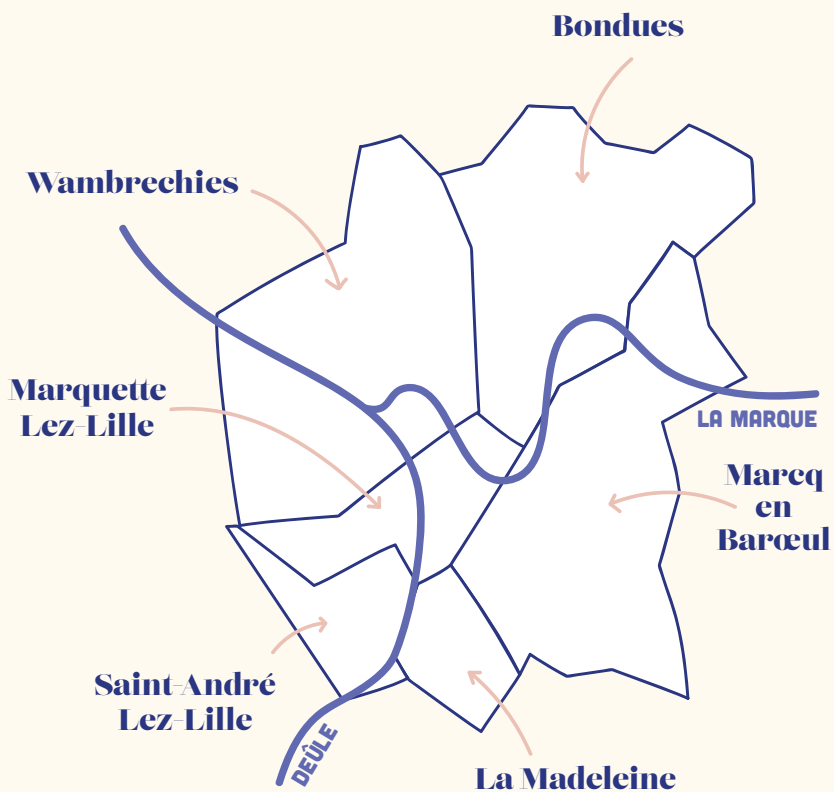 Bondues
Wambrechies
Marquette
Lez-Lille
LA MARQUE
Marcq
en
Barœul
Saint-André
Lez-Lille
DEÛLE
La Madeleine